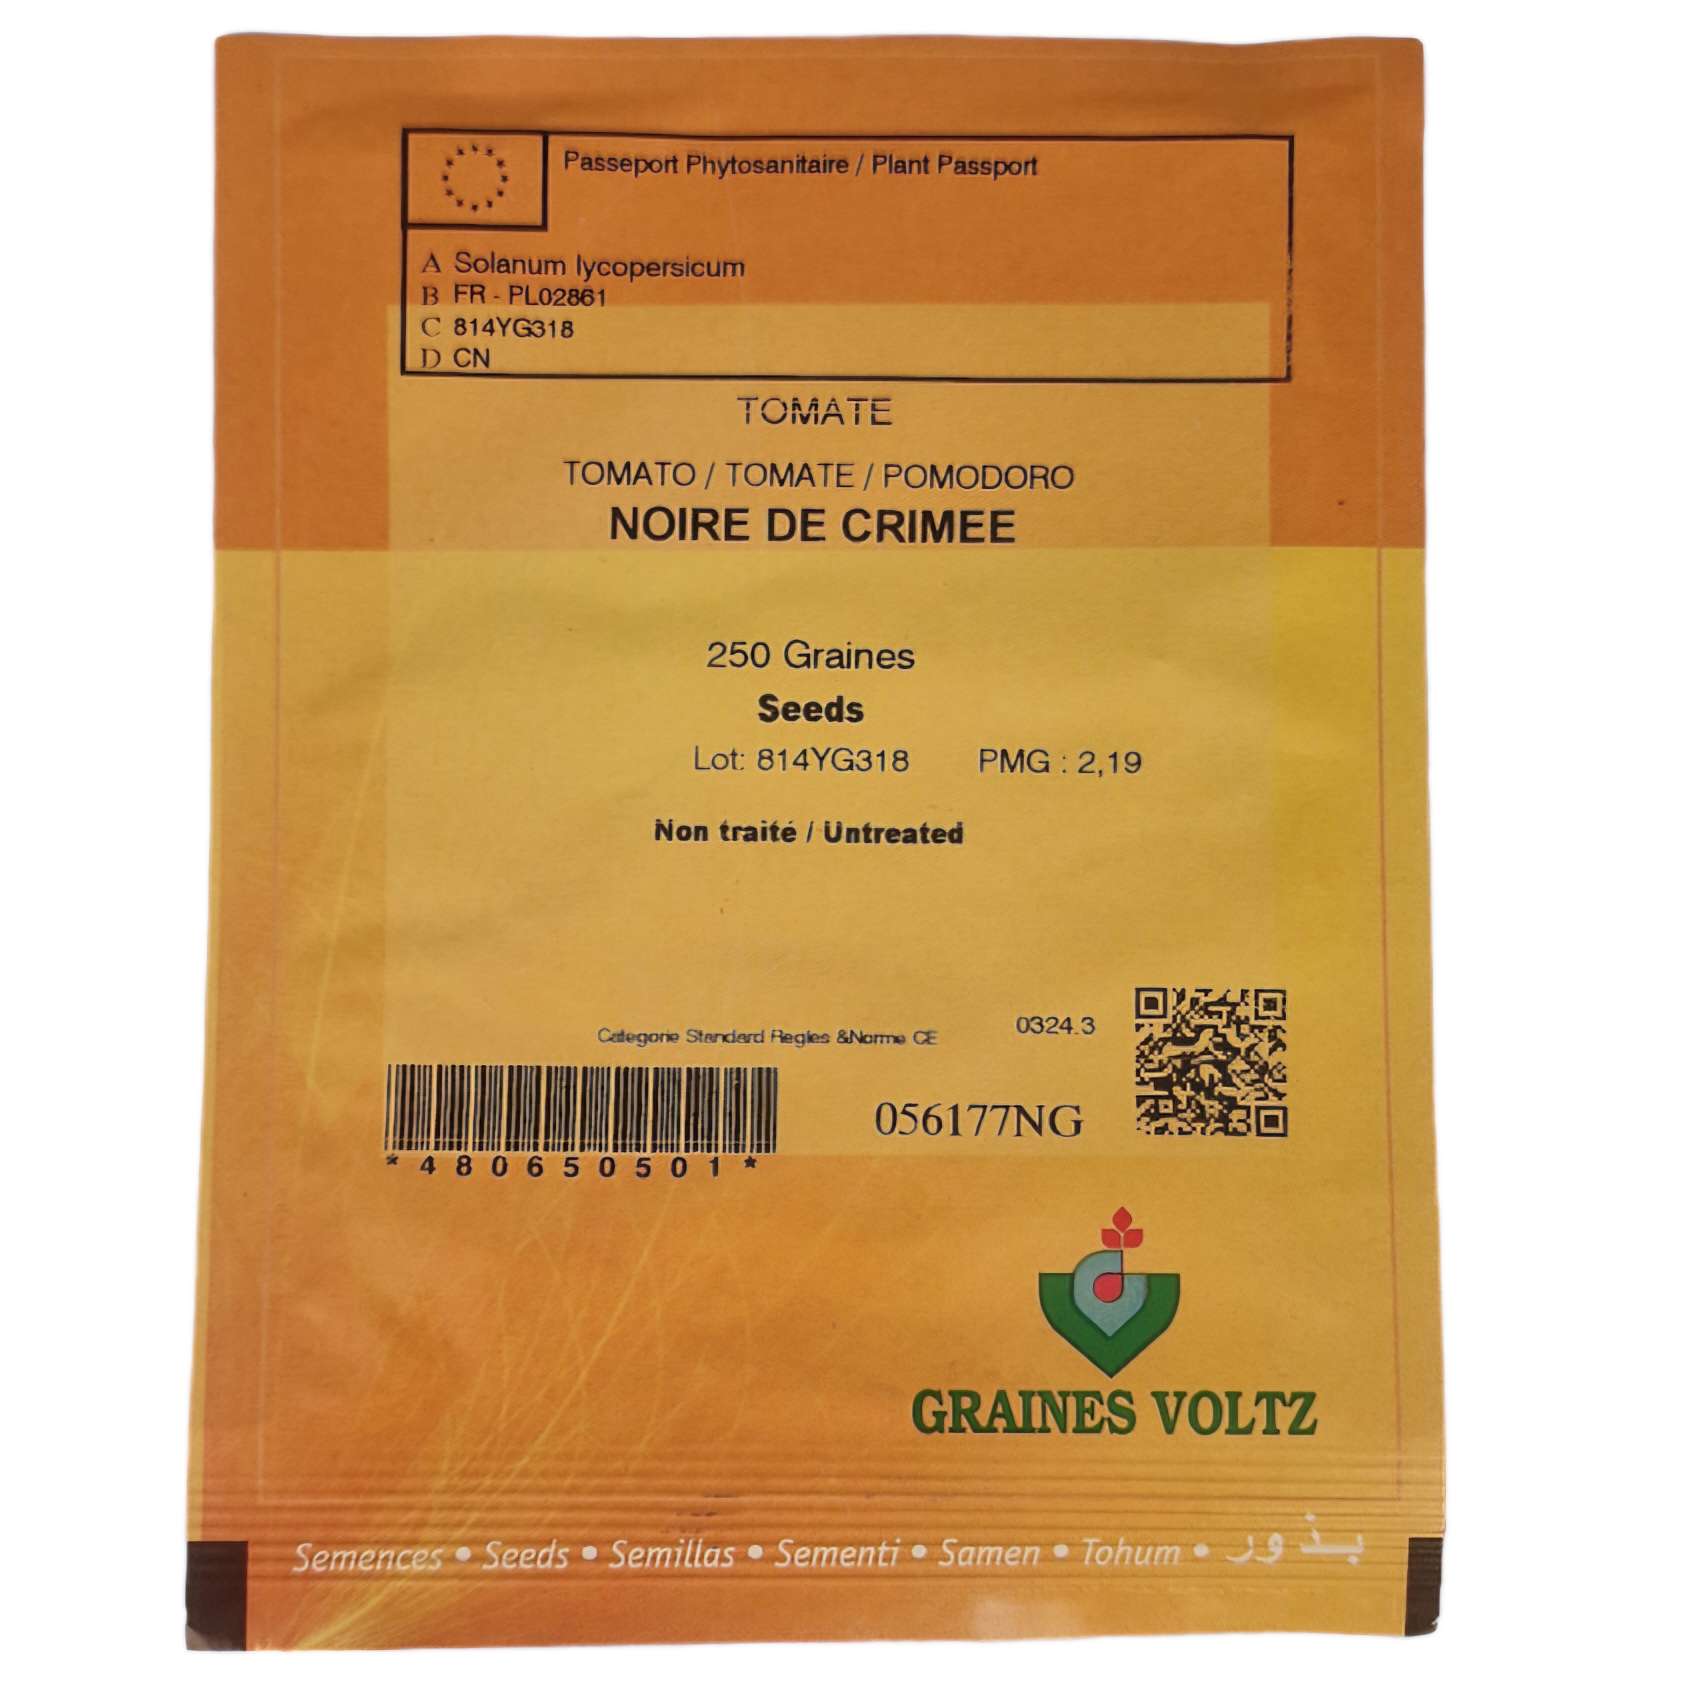 Passeport Phytosanitaire / Plant Passport
A Solanum lycopersicum
B FR - PL02861
C 814YG318
D CN
TOMATE
TOMATO / TOMATE / POMODORO
NOIRE DE CRIMEE
250 Graines
Seeds
Lot: 814YG318 PMG : 2,19
Non traité / Untreated
Categorie Standard Regles &Norme CE 0324.3
056177NG
*480650501*
GRAINES VOLTZ
Semences • Seeds • Semillas • Sementi • Samen • Tohum • بذور